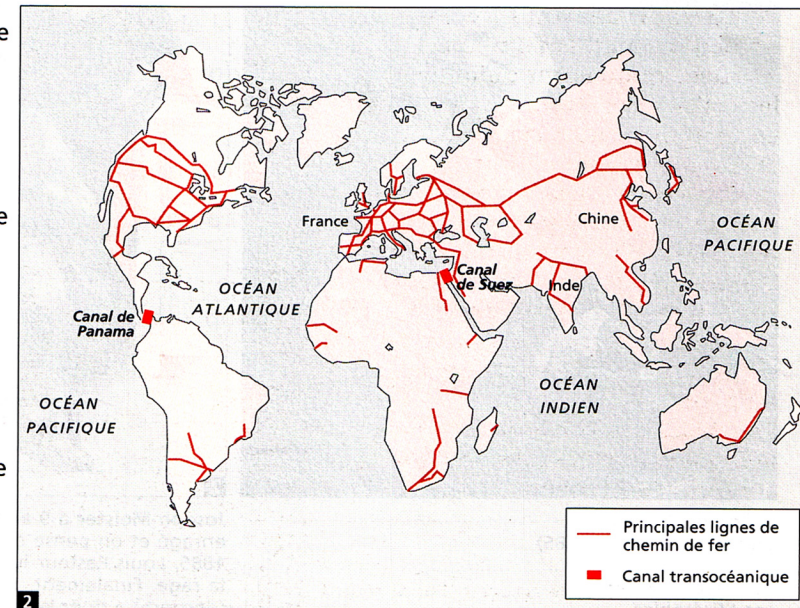 France
Chine
OCÉAN
PACIFIQUE
Canal
de Suez
Inde
OCÉAN
ATLANTIQUE
Canal de
Panama
OCÉAN
INDIEN
OCÉAN
PACIFIQUE
Principales lignes de
chemin de fer
Canal transocéanique
2